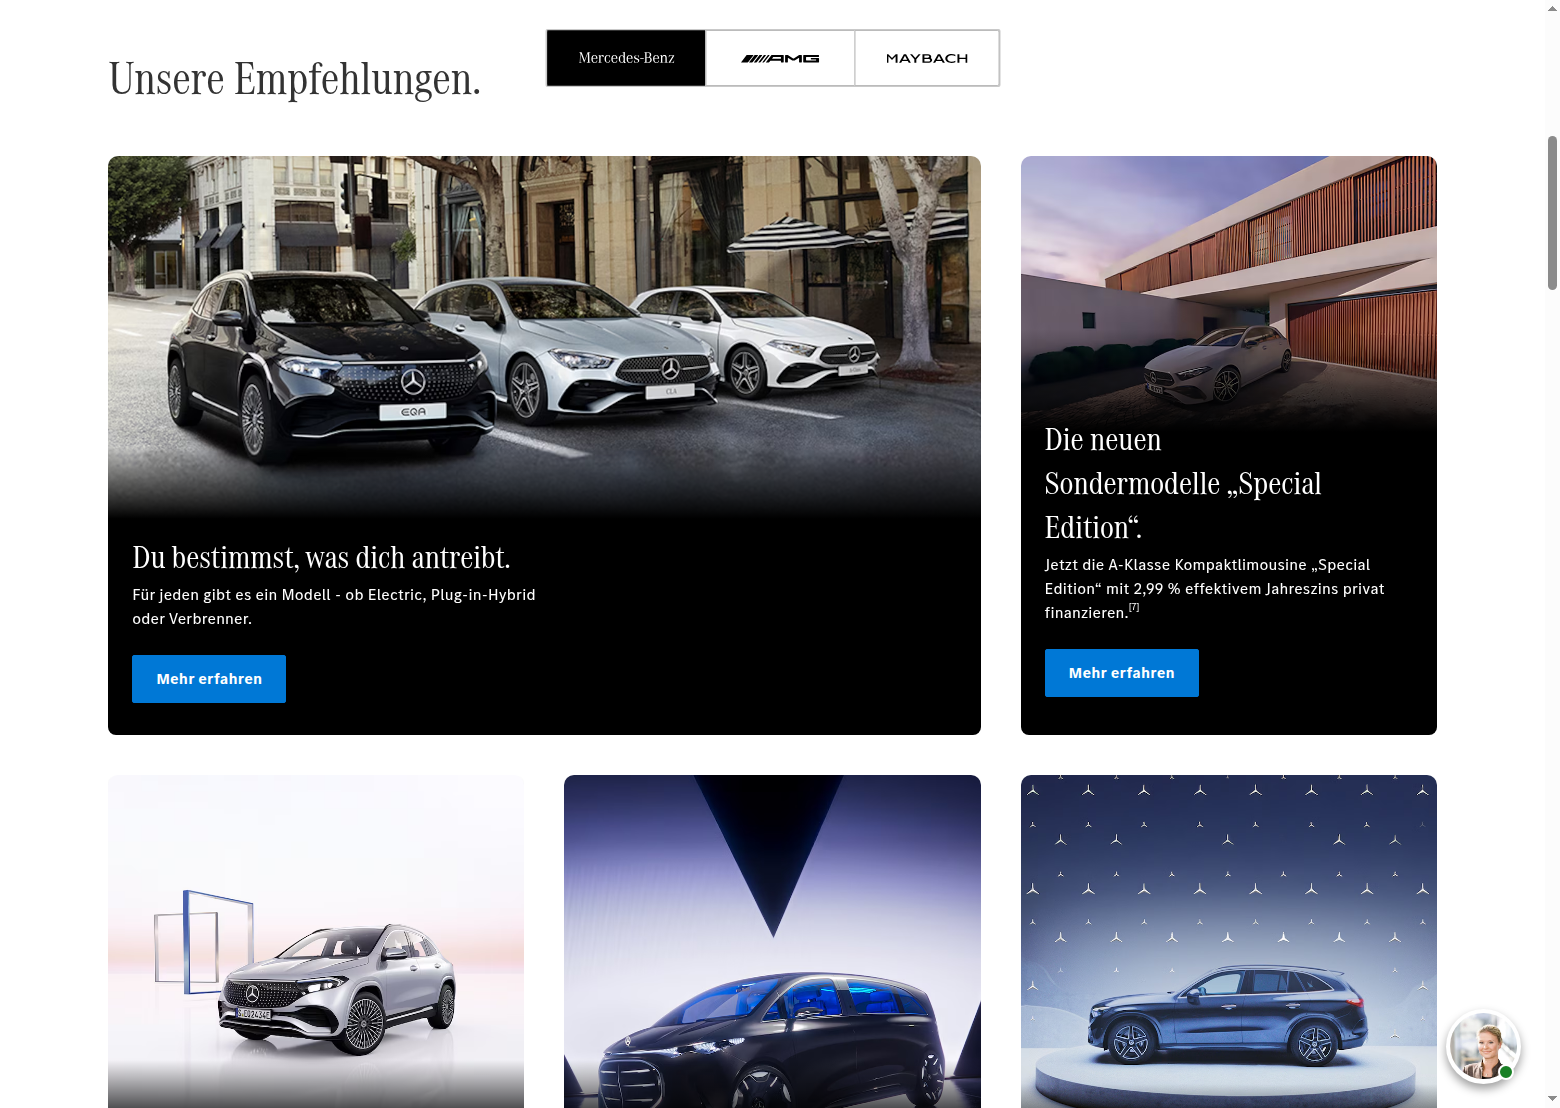 Unsere Empfehlungen.
Mercedes-Benz
AMG
MAYBACH
EQA
CLA
Du bestimmst, was dich antreibt.
Für jeden gibt es ein Modell - ob Electric, Plug-in-Hybrid
oder Verbrenner.
Mehr erfahren
Die neuen
Sondermodelle „Special
Edition“.
Jetzt die A-Klasse Kompaktlimousine „Special
Edition“ mit 2,99 % effektivem Jahreszins privat
finanzieren.[7]
Mehr erfahren